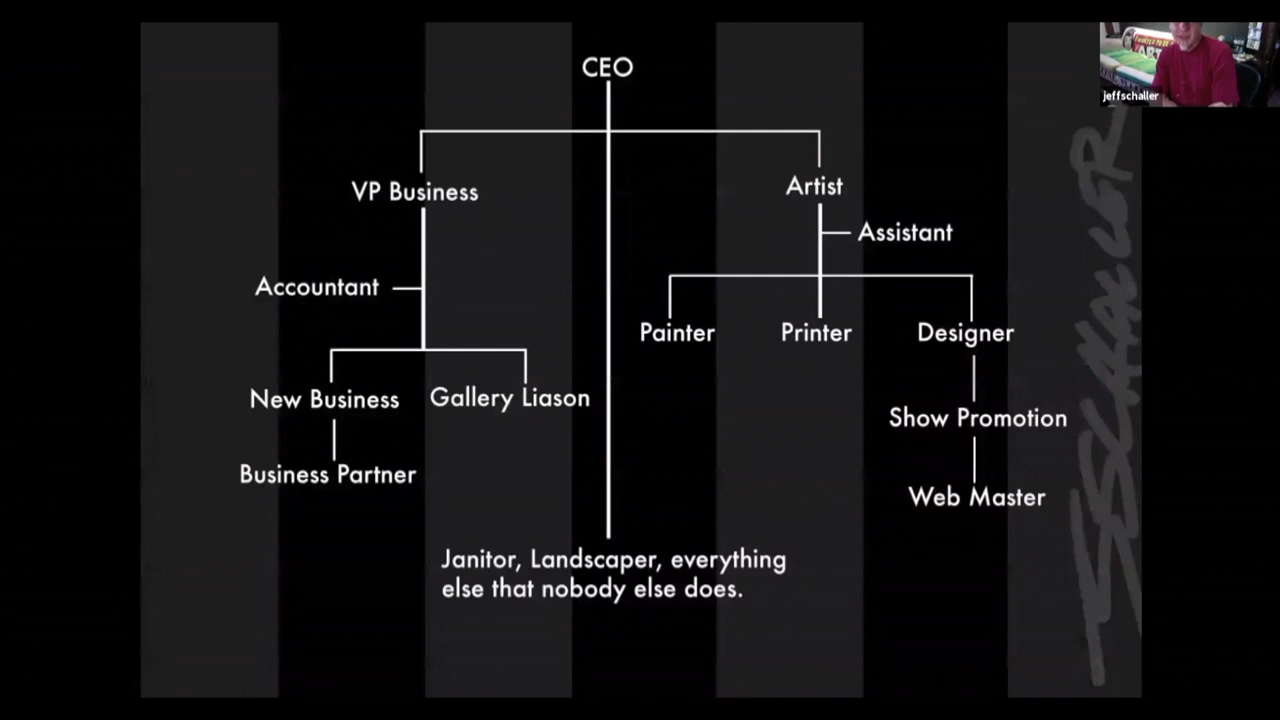 CEO
jeffschaller
VP Business
Artist
Assistant
Accountant
Painter
Printer
Designer
New Business
Gallery Liason
Show Promotion
Business Partner
Web Master
Janitor, Landscaper, everything
else that nobody else does.
SCHALLER